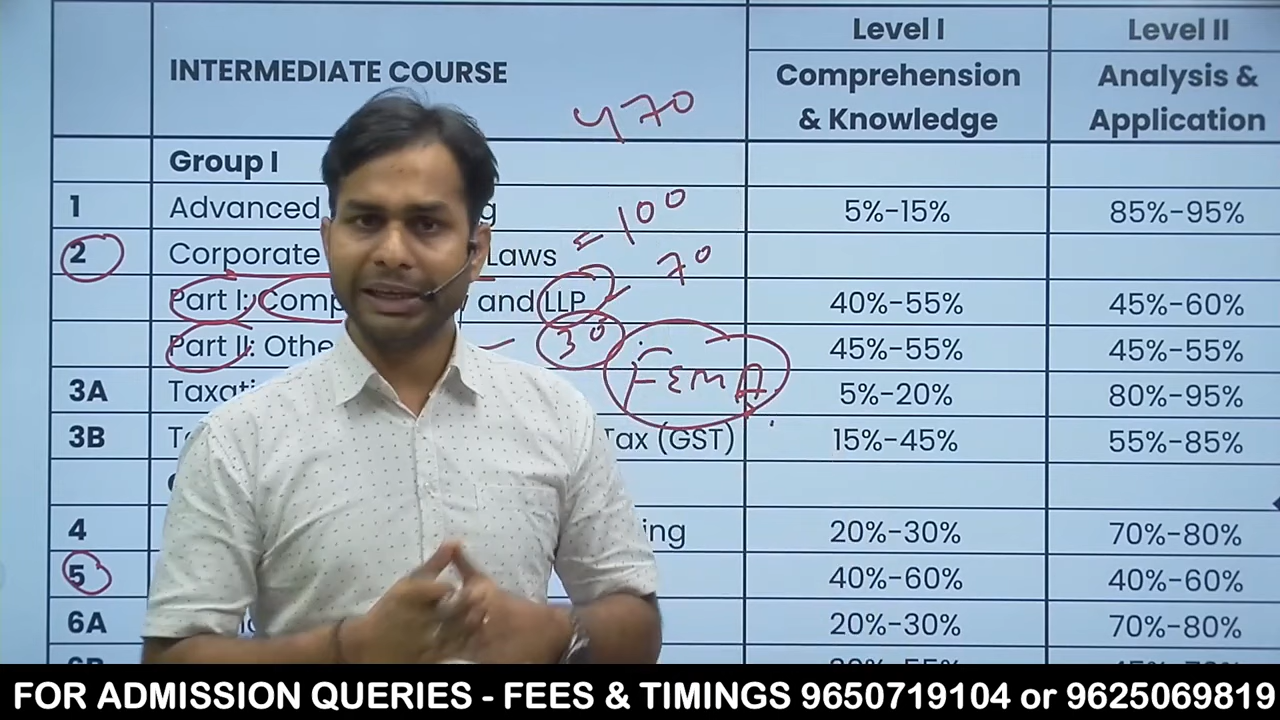 Level I
Level II
INTERMEDIATE COURSE
Comprehension & Knowledge
Analysis & Application
470
Group I
1 Advanced 5%-15% 85%-95%
2 Corporate Laws = 100
70
Part I: Comp and LLP 40%-55% 45%-60%
Part II: Othe 30 45%-55% 45%-55%
FEMA
3A Taxati 5%-20% 80%-95%
3B Tax (GST) 15%-45% 55%-85%
4 ing 20%-30% 70%-80%
5 40%-60% 40%-60%
6A 20%-30% 70%-80%
FOR ADMISSION QUERIES - FEES & TIMINGS 9650719104 or 9625069819